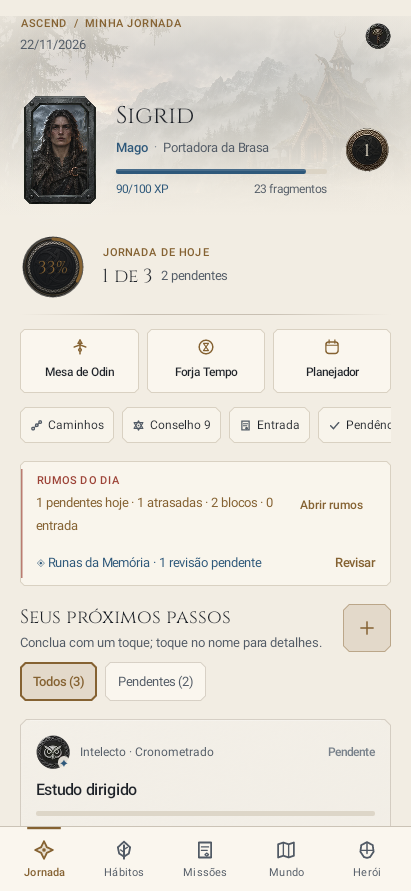 ASCEND / MINHA JORNADA
22/11/2026
Sigrid
Mago · Portadora da Brasa
1
90/100 XP 23 fragmentos
33%
JORNADA DE HOJE
1 de 3 2 pendentes
Mesa de Odin Forja Tempo Planejador
Caminhos Conselho 9 Entrada Pendênc
RUMOS DO DIA
1 pendentes hoje · 1 atrasadas · 2 blocos · 0 Abrir rumos
entrada
Runas da Memória · 1 revisão pendente Revisar
Seus próximos passos
Conclua com um toque; toque no nome para detalhes.
Todos (3) Pendentes (2)
Intelecto · Cronometrado Pendente
Estudo dirigido
Jornada Hábitos Missões Mundo Herói